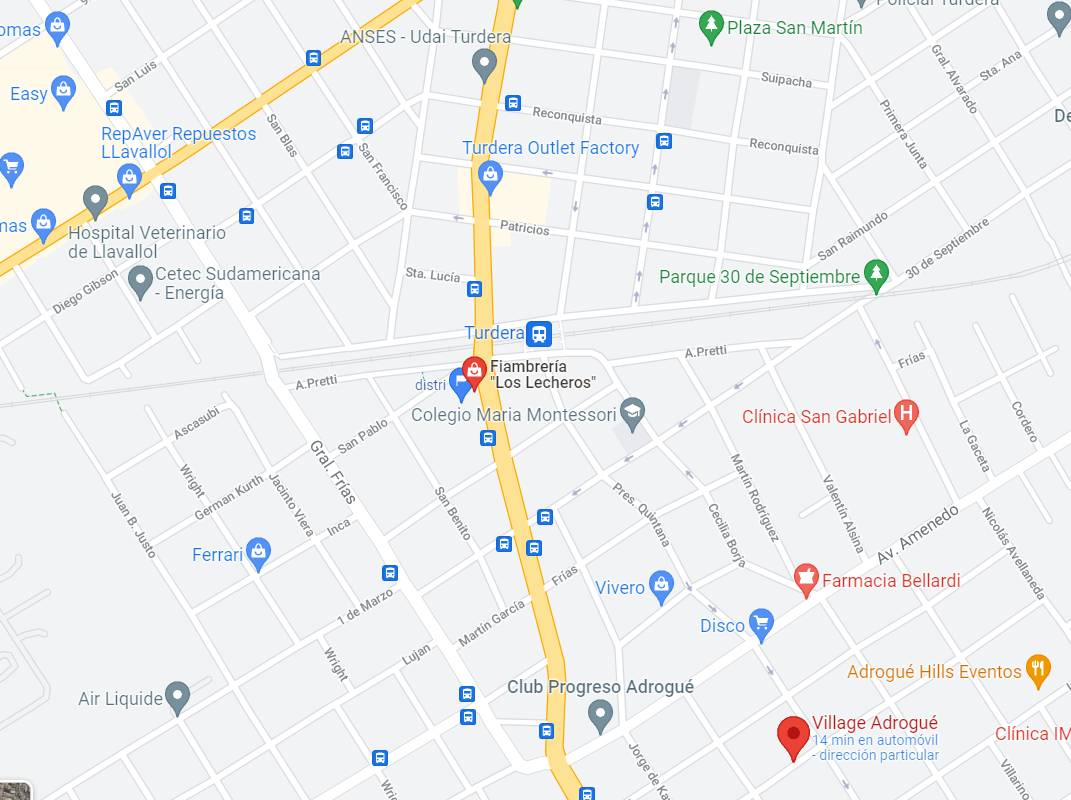 Policial Turdera
Plaza San Martín
omas
ANSES - Udai Turdera
San Luis
Suipacha
Gral. Alvarado
Sta. Ana
Easy
Reconquista
De
RepAver Repuestos
LLavallol
San Blas
San Francisco
Turdera Outlet Factory
Reconquista
Primera Junta
mas
Hospital Veterinario
de Llavallol
Patricios
San Raimundo
30 de Septiembre
Diego Gibson
Cetec Sudamericana
- Energía
Sta. Lucía
Parque 30 de Septiembre
Turdera
A.Pretti
A.Pretti
Frías
distri
Fiambrería
"Los Lecheros"
Colegio Maria Montessori
Clínica San Gabriel
Cordero
La Gaceta
Ascasubi
San Pablo
Gral. Frías
Wright
German Kurth
Jacinto Viera
Inca
Juan B. Justo
San Benito
Pres. Quintana
Cecilia Borja
Martín Rodríguez
Valentín Alsina
Av. Amenedo
Nicolás Avellaneda
Ferrari
Frías
Vivero
Farmacia Bellardi
1 de Marzo
Martín García
Disco
Lujan
Wright
Adrogué Hills Eventos
Air Liquide
Club Progreso Adrogué
Village Adrogué
14 min en automóvil
- dirección particular
Clínica IM
Jorge de Ka
Villarino
Wri